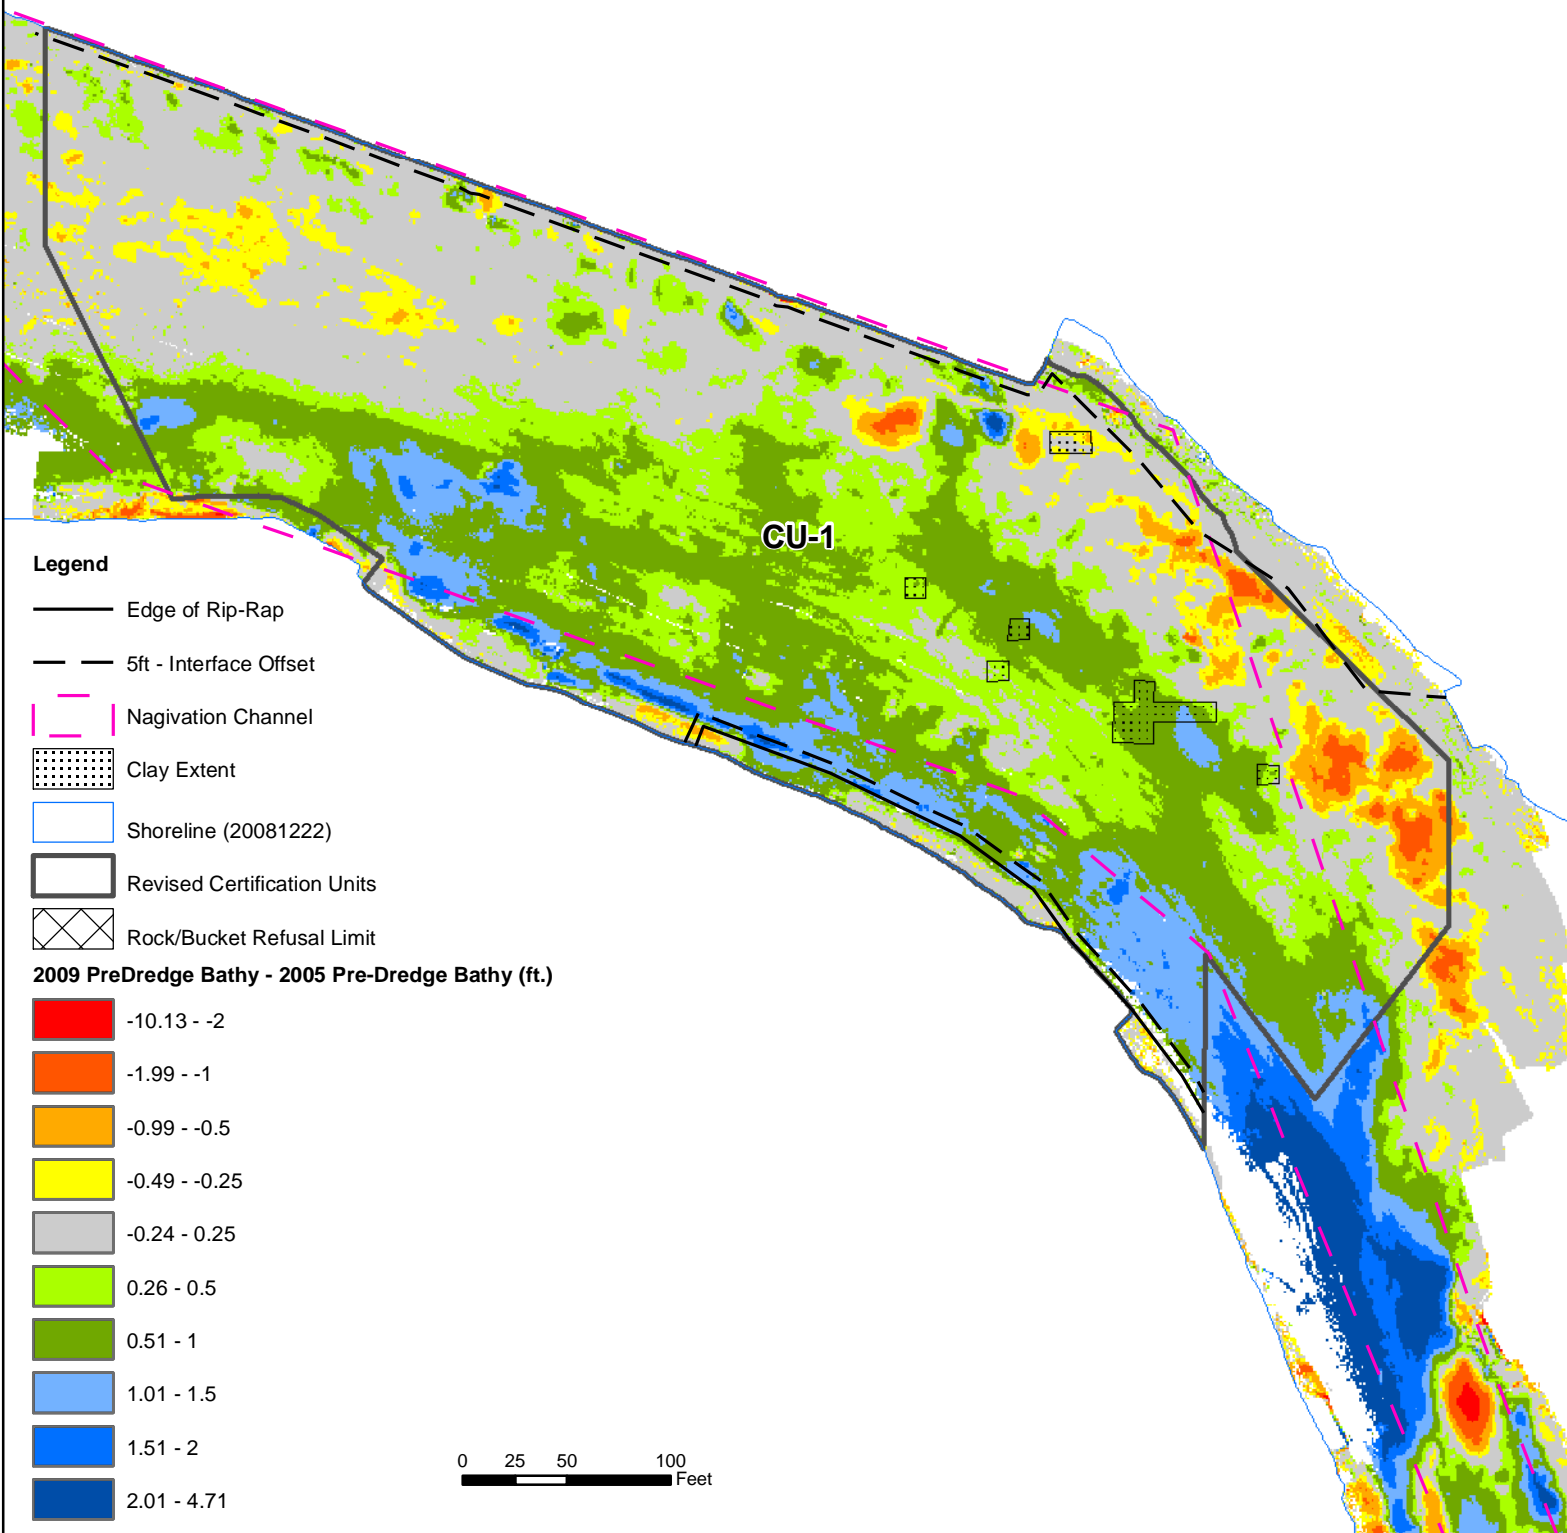 CU-1
Legend
Edge of Rip-Rap
5ft - Interface Offset
Nagivation Channel
Clay Extent
Shoreline (20081222)
Revised Certification Units
Rock/Bucket Refusal Limit
2009 PreDredge Bathy - 2005 Pre-Dredge Bathy (ft.)
-10.13 - -2
-1.99 - -1
-0.99 - -0.5
-0.49 - -0.25
-0.24 - 0.25
0.26 - 0.5
0.51 - 1
1.01 - 1.5
1.51 - 2
2.01 - 4.71
0 25 50 100
Feet